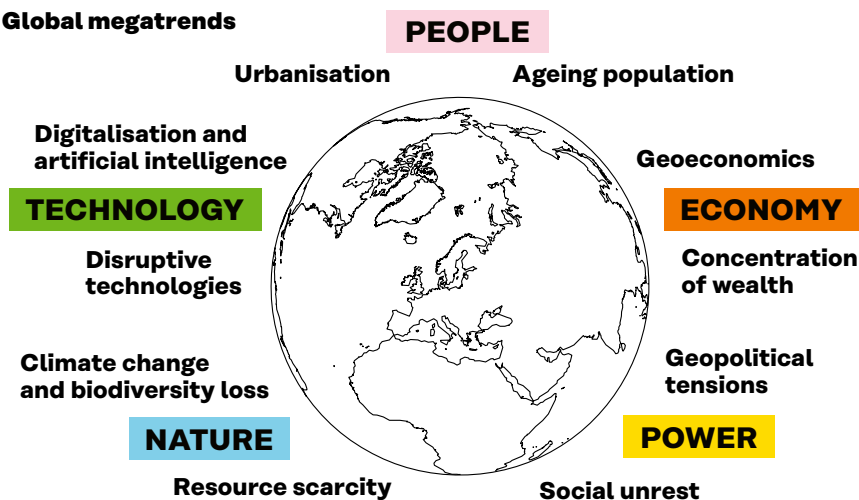 Global megatrends
PEOPLE
Urbanisation
Ageing population
Digitalisation and
artificial intelligence
TECHNOLOGY
Disruptive
technologies
Geoeconomics
ECONOMY
Concentration
of wealth
Climate change
and biodiversity loss
NATURE
Resource scarcity
Geopolitical
tensions
POWER
Social unrest